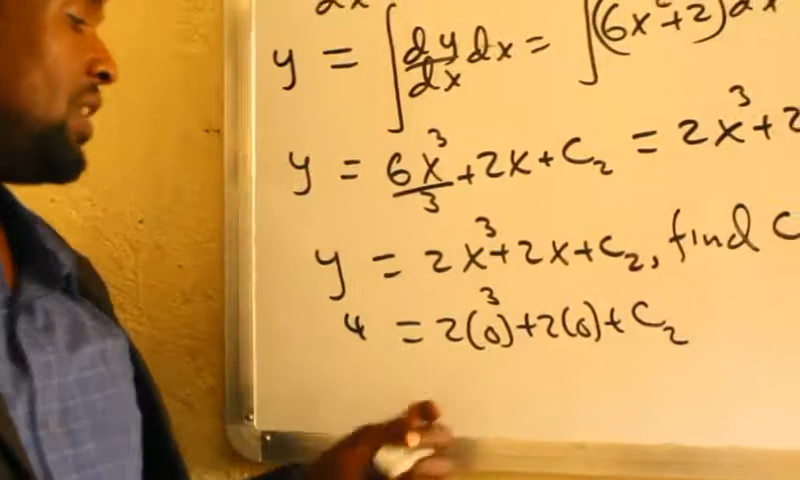 dx
y = ∫ dy/dx dx = ∫(6x²+2)dx
y = 6x³/3 + 2x + C₂ = 2x³ + 2
y = 2x³ + 2x + C₂, find C
4 = 2(0)³ + 2(0) + C₂